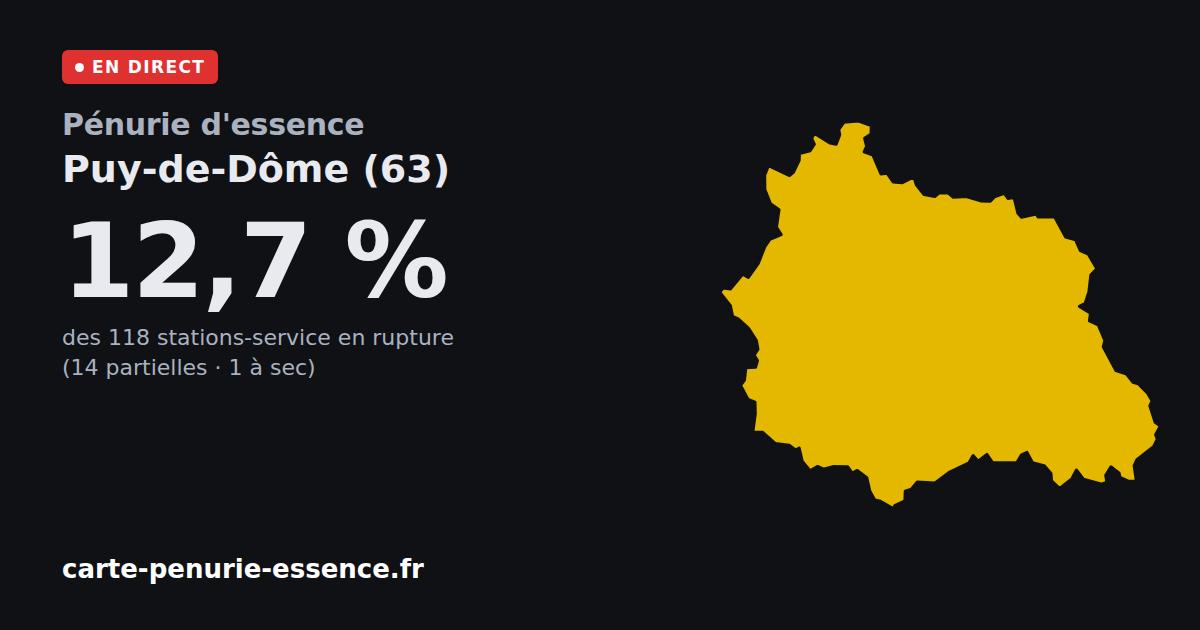 EN DIRECT
Pénurie d'essence
Puy-de-Dôme (63)
12,7 %
des 118 stations-service en rupture
(14 partielles · 1 à sec)
carte-penurie-essence.fr